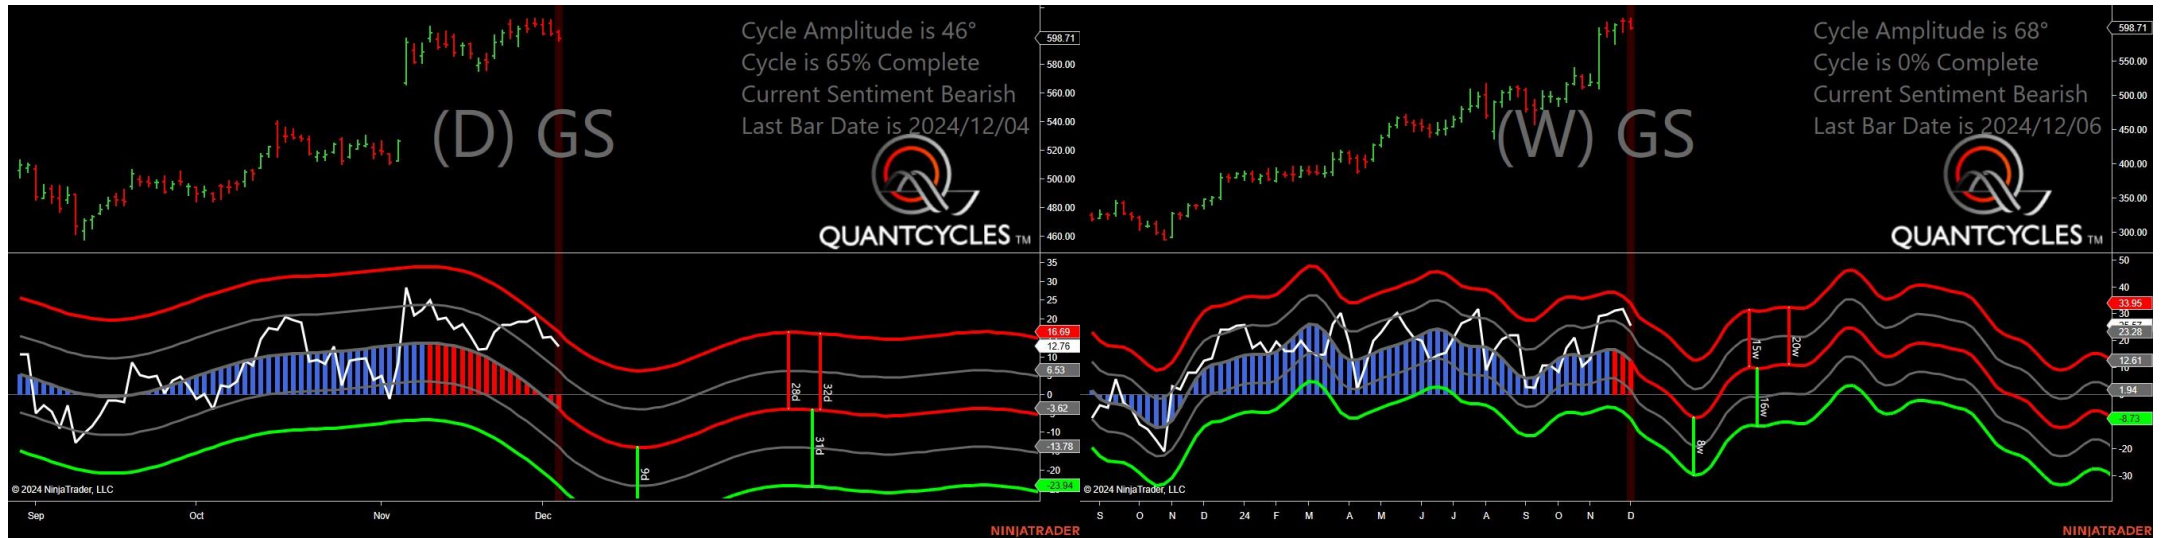 Cycle Amplitude is 46°
Cycle is 65% Complete
Current Sentiment Bearish
Last Bar Date is 2024/12/04
(D) GS
QUANTCYCLES TM
598.71
580.00
560.00
540.00
520.00
500.00
480.00
460.00
35
30
25
20
16.69
12.76
10
6.53
0
-3.62
-10
-13.78
-20
-23.94
28d
32d
31d
9d
© 2024 NinjaTrader, LLC
Sep
Oct
Nov
Dec
NINJATRADER
Cycle Amplitude is 68°
Cycle is 0% Complete
Current Sentiment Bearish
Last Bar Date is 2024/12/06
(W) GS
QUANTCYCLES TM
598.71
550.00
500.00
450.00
400.00
350.00
300.00
50
40
33.95
30
23.28
20
12.61
1.94
-8.73
-20
-30
15w
20w
16w
8w
© 2024 NinjaTrader, LLC
S
O
N
D
24
F
M
A
M
J
J
A
S
O
N
D
NINJATRADER